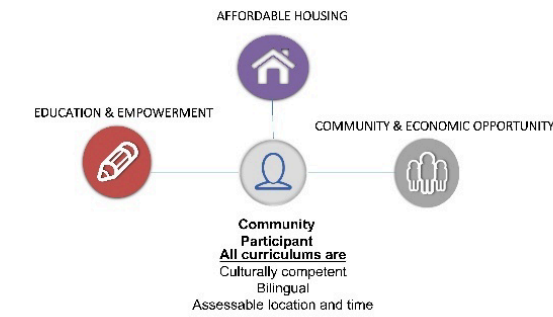 AFFORDABLE HOUSING
EDUCATION & EMPOWERMENT
COMMUNITY & ECONOMIC OPPORTUNITY
Community
Participant
All curriculums are
Culturally competent
Bilingual
Assessable location and time